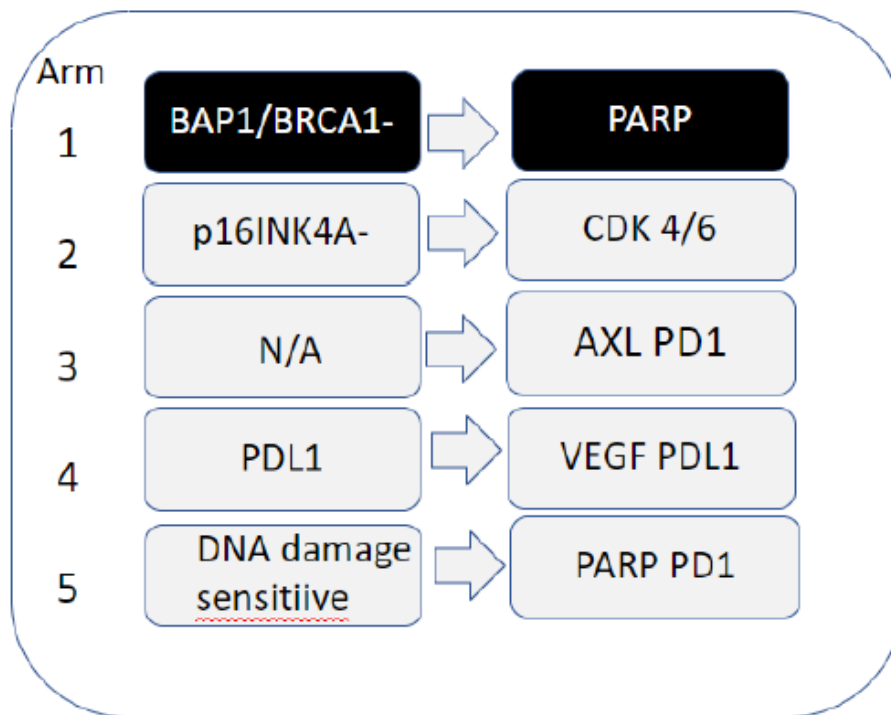 Arm
1
BAP1/BRCA1-
PARP
2
p16INK4A-
CDK 4/6
3
N/A
AXL PD1
4
PDL1
VEGF PDL1
5
DNA damage
sensitiive
PARP PD1